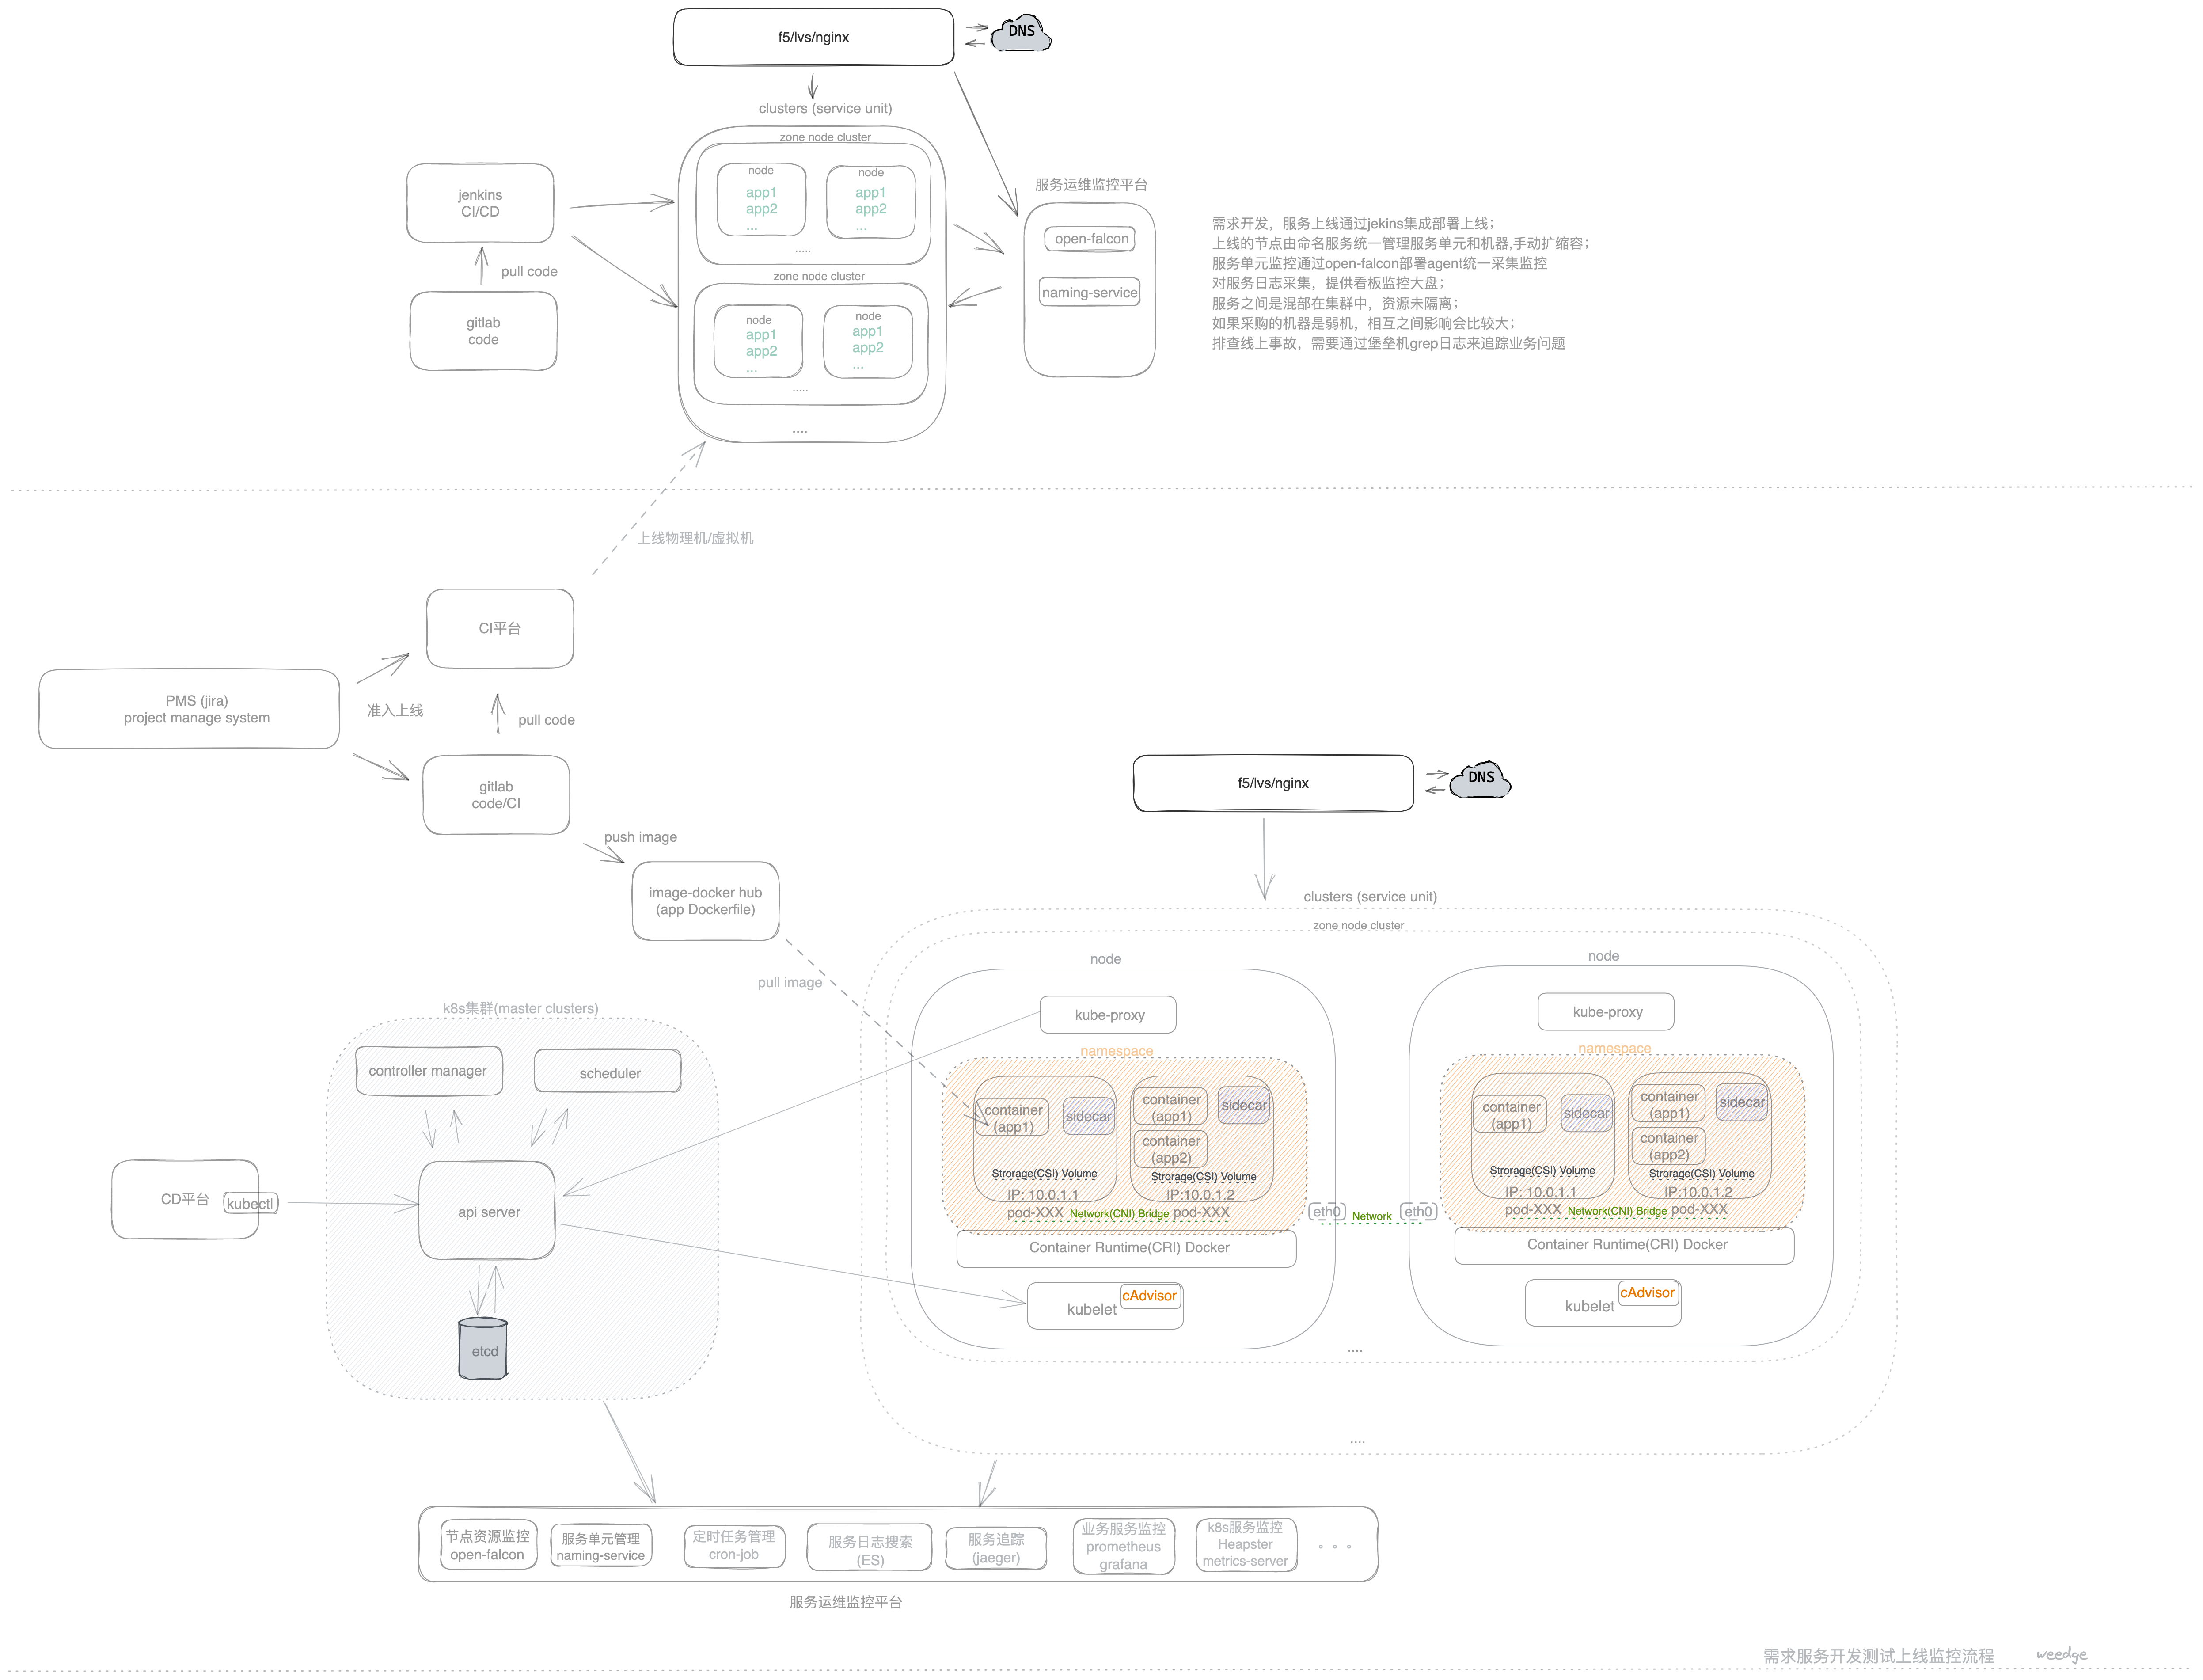 f5/lvs/nginx
DNS
clusters (service unit)
zone node cluster
node
app1
app2
...
node
app1
app2
...
.....
zone node cluster
node
app1
app2
...
node
app1
app2
...
.....
....
jenkins
CI/CD
pull code
gitlab
code
服务运维监控平台
open-falcon
naming-service
需求开发，服务上线通过jekins集成部署上线；
上线的节点由命名服务统一管理服务单元和机器,手动扩缩容；
服务单元监控通过open-falcon部署agent统一采集监控
对服务日志采集，提供看板监控大盘；
服务之间是混部在集群中，资源未隔离；
如果采购的机器是弱机，相互之间影响会比较大；
排查线上事故，需要通过堡垒机grep日志来追踪业务问题
上线物理机/虚拟机
CI平台
PMS (jira)
project manage system
准入上线
pull code
gitlab
code/CI
push image
image-docker hub
(app Dockerfile)
pull image
f5/lvs/nginx
DNS
clusters (service unit)
zone node cluster
node
kube-proxy
namespace
container
(app1)
sidecar
Strorage(CSI) Volume
IP: 10.0.1.1
pod-XXX
container
(app1)
sidecar
container
(app2)
Strorage(CSI) Volume
IP:10.0.1.2
pod-XXX
Network(CNI) Bridge
Container Runtime(CRI) Docker
kubelet
cAdvisor
eth0
Network
eth0
node
kube-proxy
namespace
container
(app1)
sidecar
Strorage(CSI) Volume
IP: 10.0.1.1
pod-XXX
container
(app1)
sidecar
container
(app2)
Strorage(CSI) Volume
IP:10.0.1.2
pod-XXX
Network(CNI) Bridge
Container Runtime(CRI) Docker
kubelet
cAdvisor
....
....
k8s集群(master clusters)
controller manager
scheduler
CD平台
kubectl
api server
etcd
节点资源监控
open-falcon
服务单元管理
naming-service
定时任务管理
cron-job
服务日志搜索
(ES)
服务追踪
(jaeger)
业务服务监控
prometheus
grafana
k8s服务监控
Heapster
metrics-server
。。。
服务运维监控平台
需求服务开发测试上线监控流程
weedge